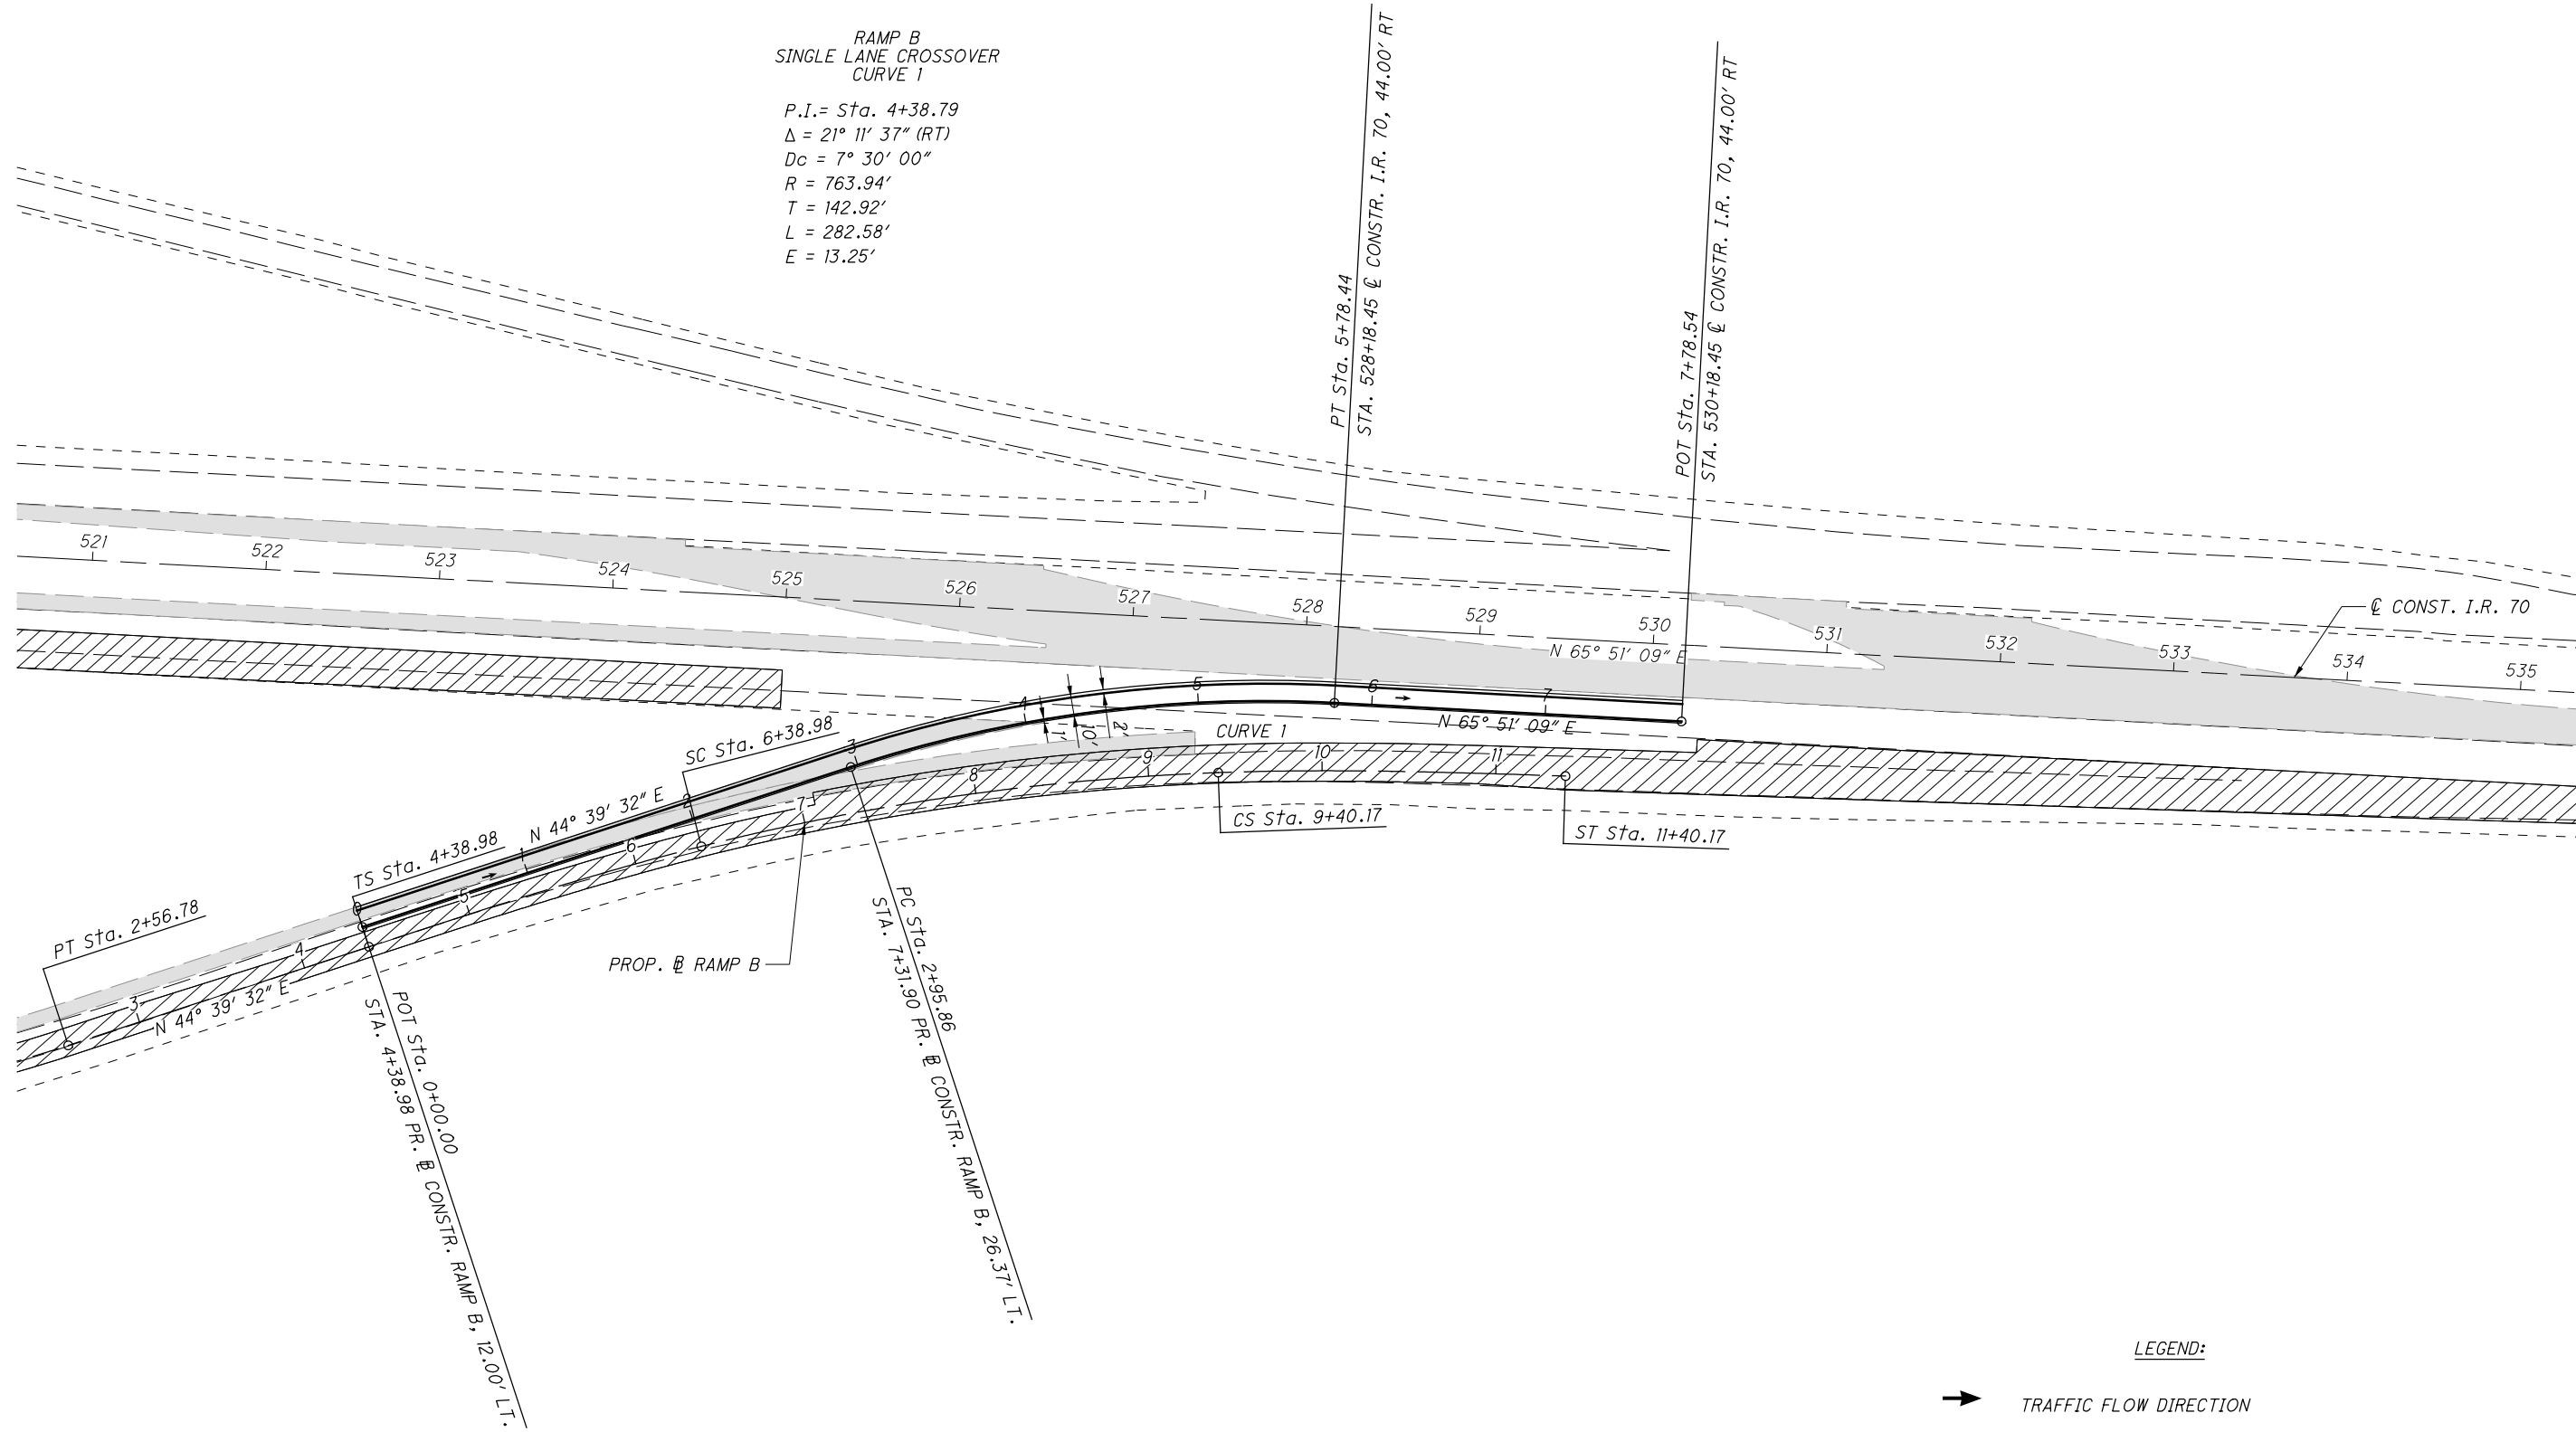 RAMP B
SINGLE LANE CROSSOVER
CURVE 1
P.I.= Sta. 4+38.79
Δ = 21° 11' 37" (RT)
Dc = 7° 30' 00"
R = 763.94'
T = 142.92'
L = 282.58'
E = 13.25'
PT Sta. 5+78.44
STA. 528+18.45 ℄ CONSTR. I.R. 70, 44.00' RT
POT Sta. 7+78.54
STA. 530+18.45 ℄ CONSTR. I.R. 70, 44.00' RT
521
522
523
524
525
526
527
528
529
530
531
532
533
534
535
℄ CONST. I.R. 70
N 65° 51' 09" E
N 65° 51' 09" E
CURVE 1
0
1
2
3
4
5
6
7
1'
10'
2'
SC Sta. 6+38.98
N 44° 39' 32" E
TS Sta. 4+38.98
PT Sta. 2+56.78
N 44° 39' 32" E
3
4
5
6
7
8
9
10
11
CS Sta. 9+40.17
ST Sta. 11+40.17
PROP. BL RAMP B
PC Sta. 2+95.86
STA. 7+31.90 PR. BL CONSTR. RAMP B, 26.37' LT.
POT Sta. 0+00.00
STA. 4+38.98 PR. BL CONSTR. RAMP B, 12.00' LT.
LEGEND:
TRAFFIC FLOW DIRECTION